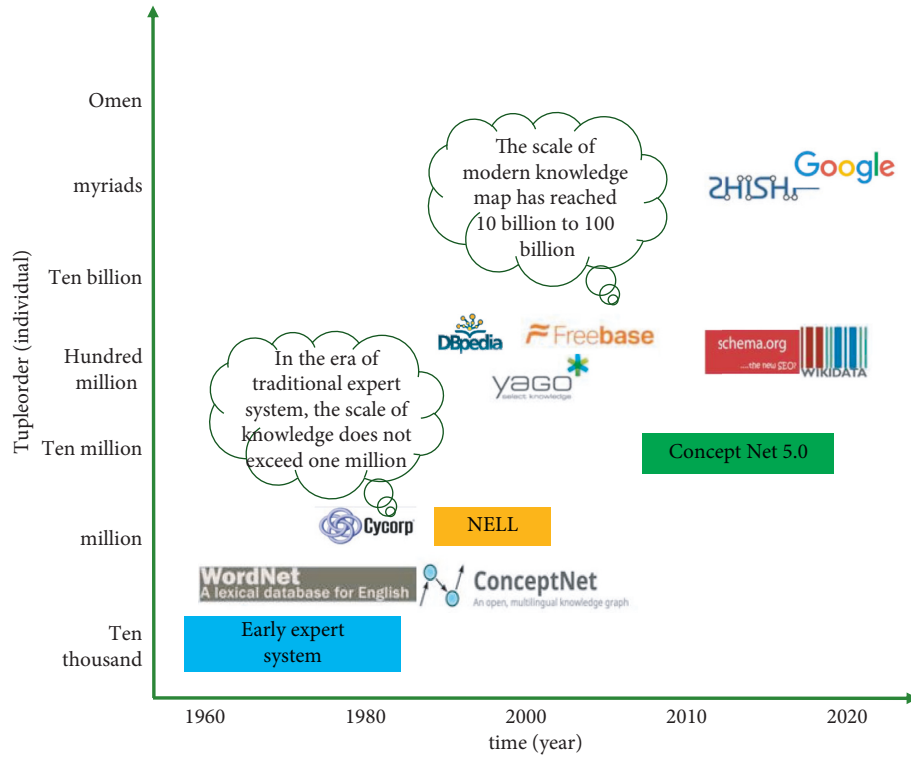 Omen
myriads
Ten billion
Hundred
million
Ten million
million
Ten
thousand
Tupleorder (individual)
The scale of
modern knowledge
map has reached
10 billion to 100
billion
ZHISHI
Google
DBpedia
Freebase
yago
select knowledge
schema.org
...the new SEO!
WIKIDATA
In the era of
traditional expert
system, the scale of
knowledge does not
exceed one million
Concept Net 5.0
Cycorp
NELL
WordNet
A lexical database for English
ConceptNet
An open, multilingual knowledge graph
Early expert
system
1960
1980
2000
2010
2020
time (year)